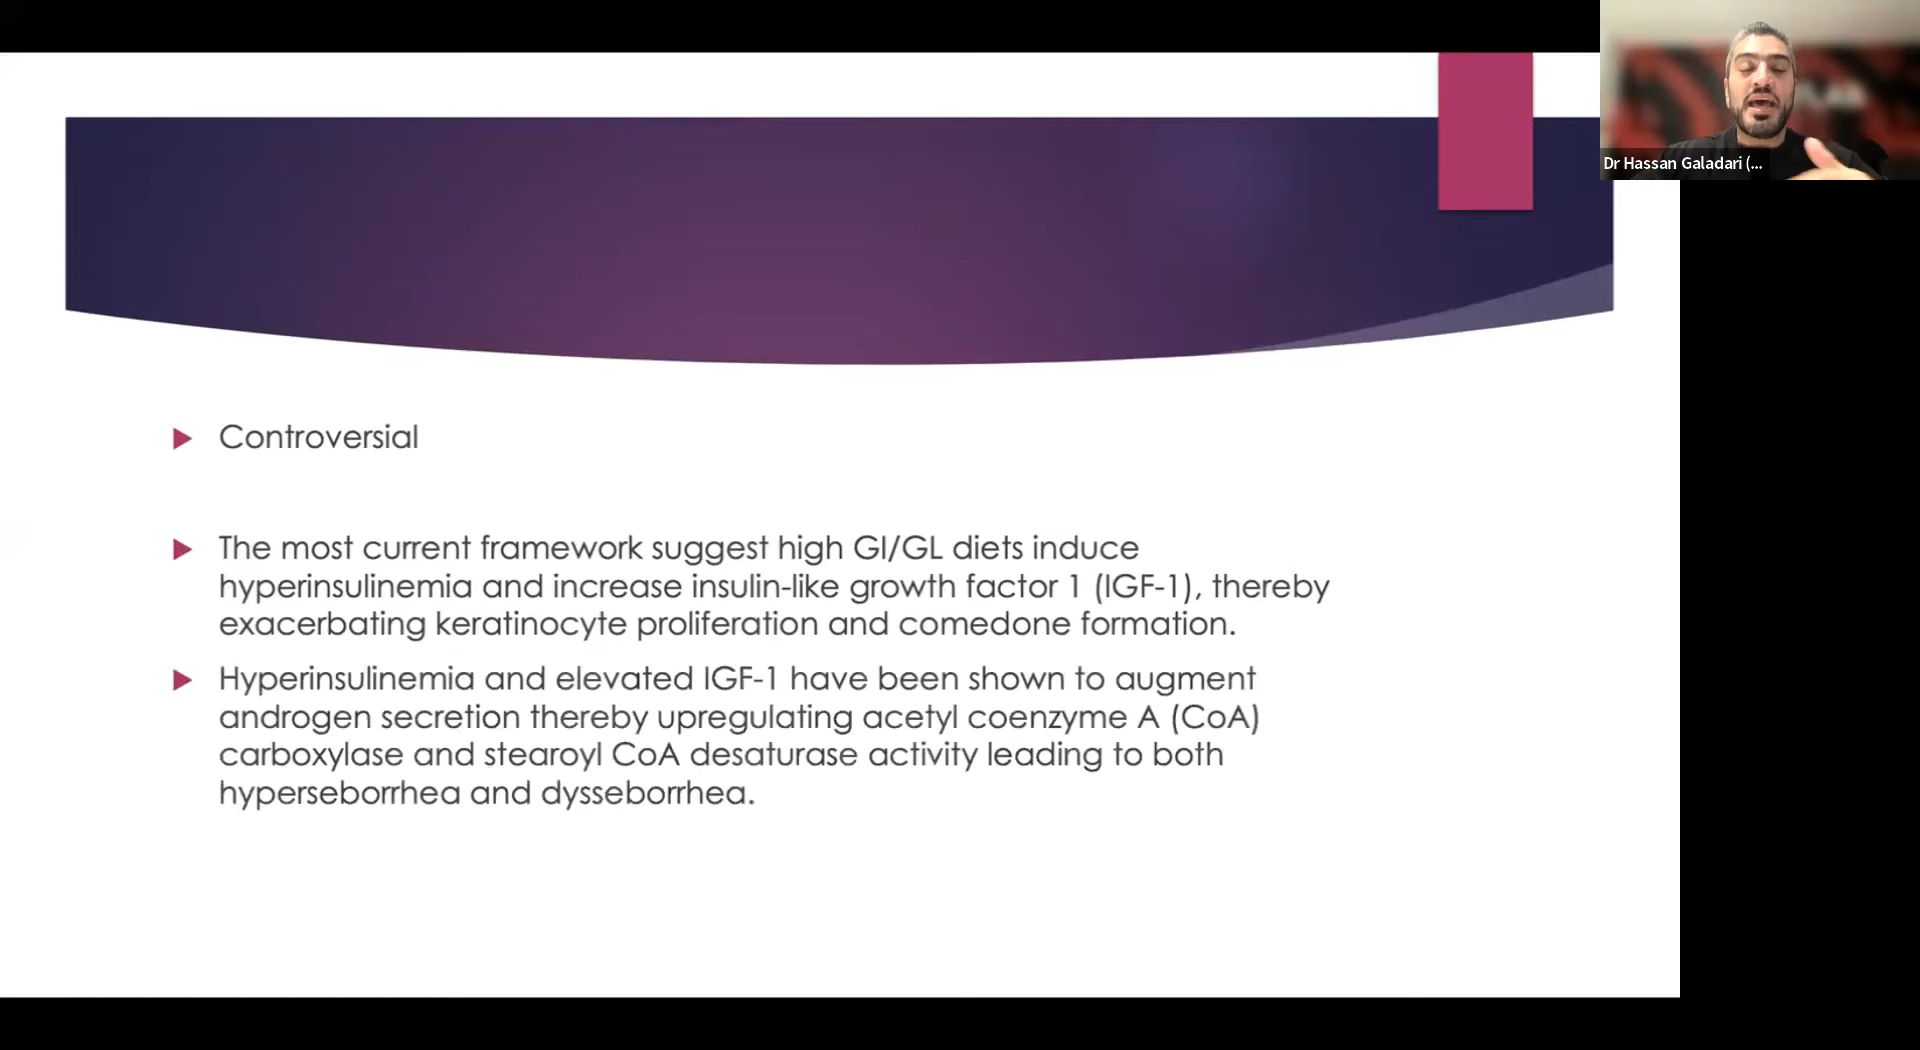 Dr Hassan Galadari (...
Controversial
The most current framework suggest high GI/GL diets induce
hyperinsulinemia and increase insulin-like growth factor 1 (IGF-1), thereby
exacerbating keratinocyte proliferation and comedone formation.
Hyperinsulinemia and elevated IGF-1 have been shown to augment
androgen secretion thereby upregulating acetyl coenzyme A (CoA)
carboxylase and stearoyl CoA desaturase activity leading to both
hyperseborrhea and dysseborrhea.